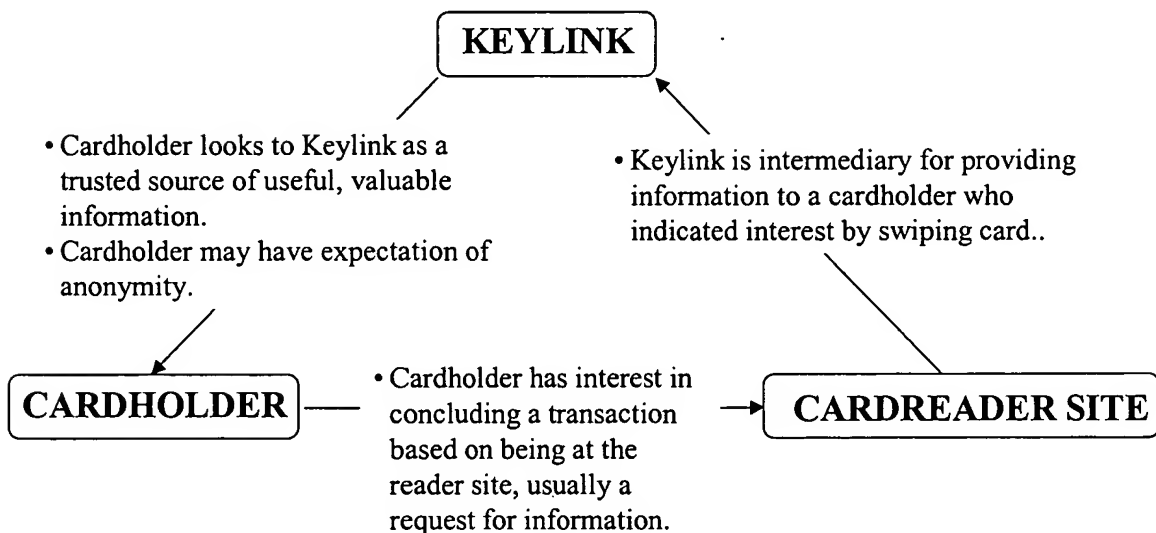 KEYLINK
• Cardholder looks to Keylink as a
trusted source of useful, valuable
information.
• Cardholder may have expectation of
anonymity.
• Keylink is intermediary for providing
information to a cardholder who
indicated interest by swiping card..
CARDHOLDER
• Cardholder has interest in
concluding a transaction
based on being at the
reader site, usually a
request for information.
CARDREADER SITE